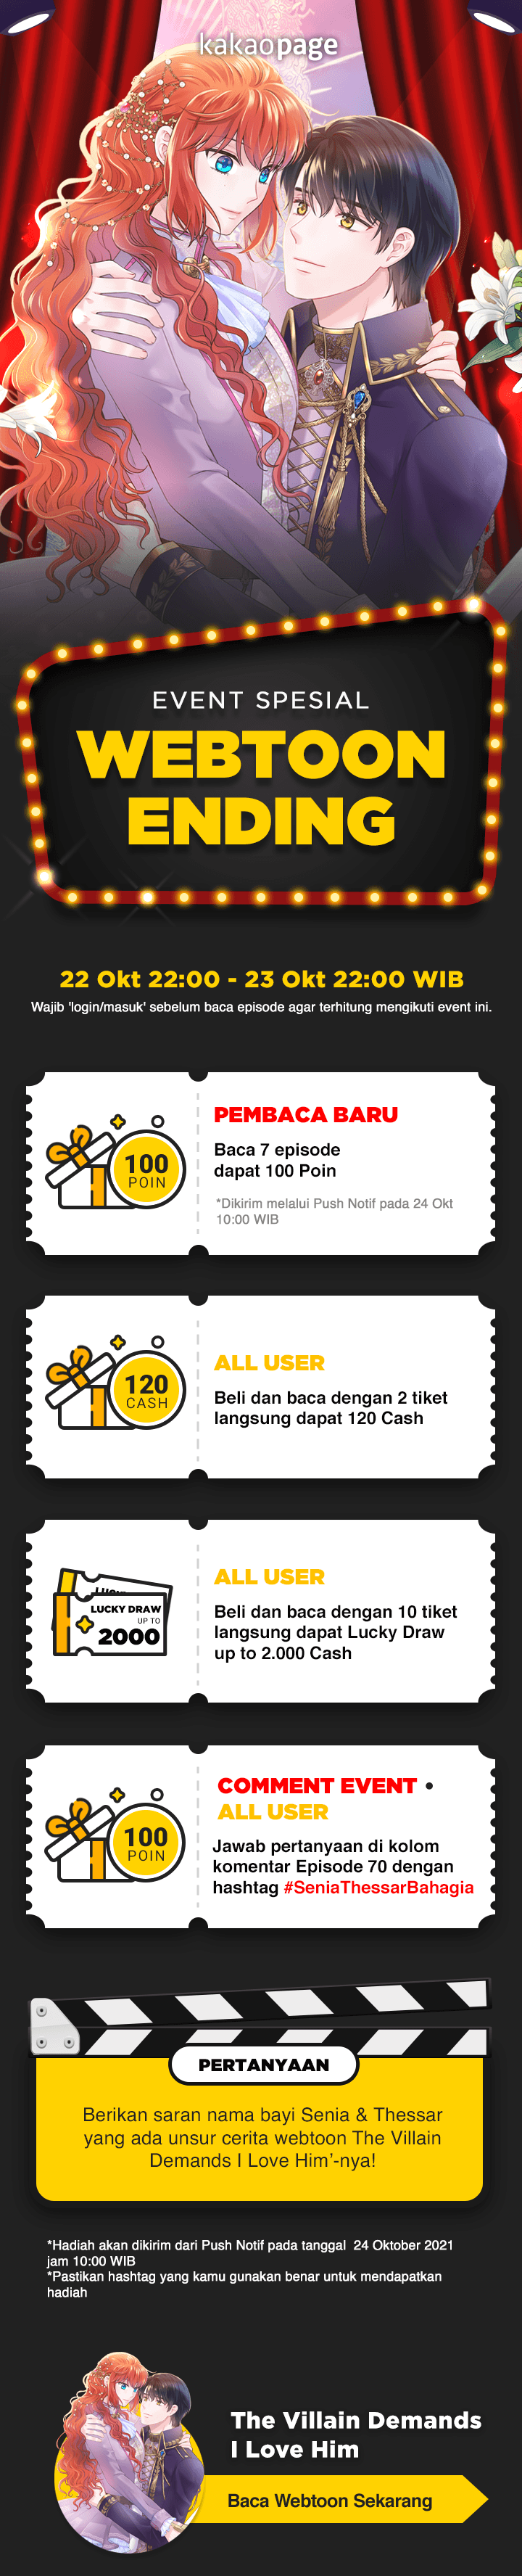 kakaopage
EVENT SPESIAL
WEBTOON
ENDING
22 Okt 22:00 - 23 Okt 22:00 WIB
Wajib 'login/masuk' sebelum baca episode agar terhitung mengikuti event ini.
100
POIN
PEMBACA BARU
Baca 7 episode
dapat 100 Poin
*Dikirim melalui Push Notif pada 24 Okt
10:00 WIB
120
CASH
ALL USER
Beli dan baca dengan 2 tiket
langsung dapat 120 Cash
LUCKY DRAW
UP TO
2000
ALL USER
Beli dan baca dengan 10 tiket
langsung dapat Lucky Draw
up to 2.000 Cash
100
POIN
COMMENT EVENT •
ALL USER
Jawab pertanyaan di kolom
komentar Episode 70 dengan
hashtag #SeniaThessarBahagia
PERTANYAAN
Berikan saran nama bayi Senia & Thessar
yang ada unsur cerita webtoon The Villain
Demands I Love Him’-nya!
*Hadiah akan dikirim dari Push Notif pada tanggal 24 Oktober 2021
jam 10:00 WIB
*Pastikan hashtag yang kamu gunakan benar untuk mendapatkan
hadiah
The Villain Demands
I Love Him
Baca Webtoon Sekarang